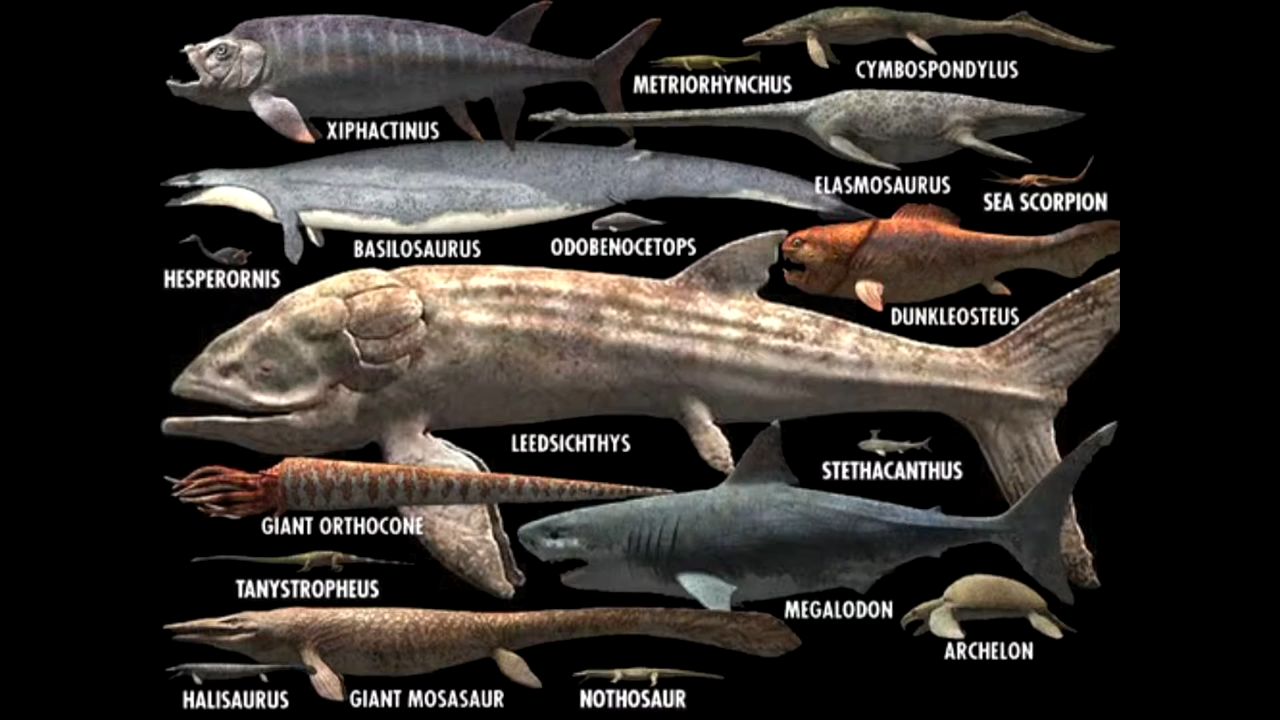 CYMBOSPONDYLUS
METRIORHYNCHUS
XIPHACTINUS
ELASMOSAURUS
SEA SCORPION
BASILOSAURUS
ODOBENOCETOPS
HESPERORNIS
DUNKLEOSTEUS
LEEDSICHTHYS
STETHACANTHUS
GIANT ORTHOCONE
TANYSTROPHEUS
MEGALODON
ARCHELON
HALISAURUS
GIANT MOSASAUR
NOTHOSAUR